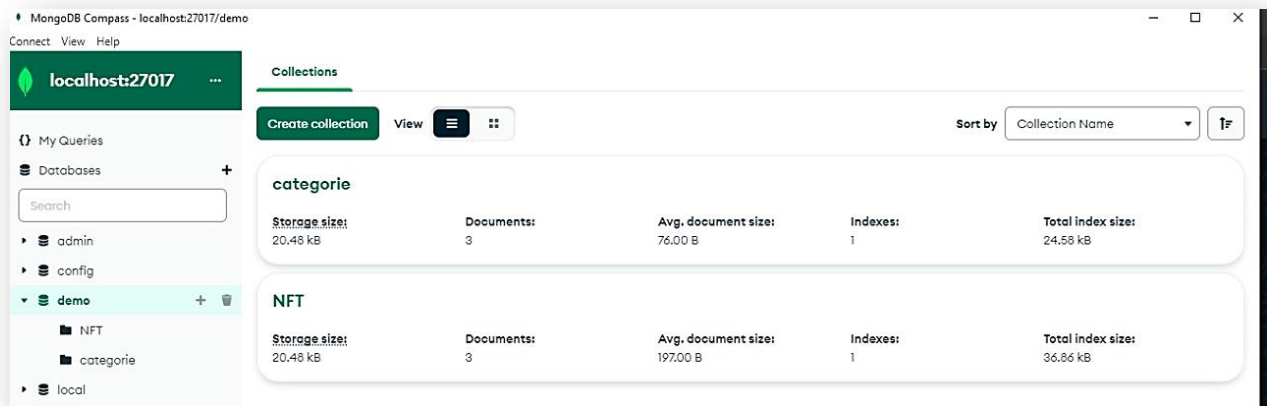 MongoDB Compass - localhost:27017/demo
Connect View Help
localhost:27017 ...
{} My Queries
Databases +
Search
admin
config
demo +
NFT
categorie
local
Collections
Create collection View Sort by Collection Name
categorie
Storage size: Documents: Avg. document size: Indexes: Total index size:
20.48 kB 3 76.00 B 1 24.58 kB
NFT
Storage size: Documents: Avg. document size: Indexes: Total index size:
20.48 kB 3 197.00 B 1 36.86 kB